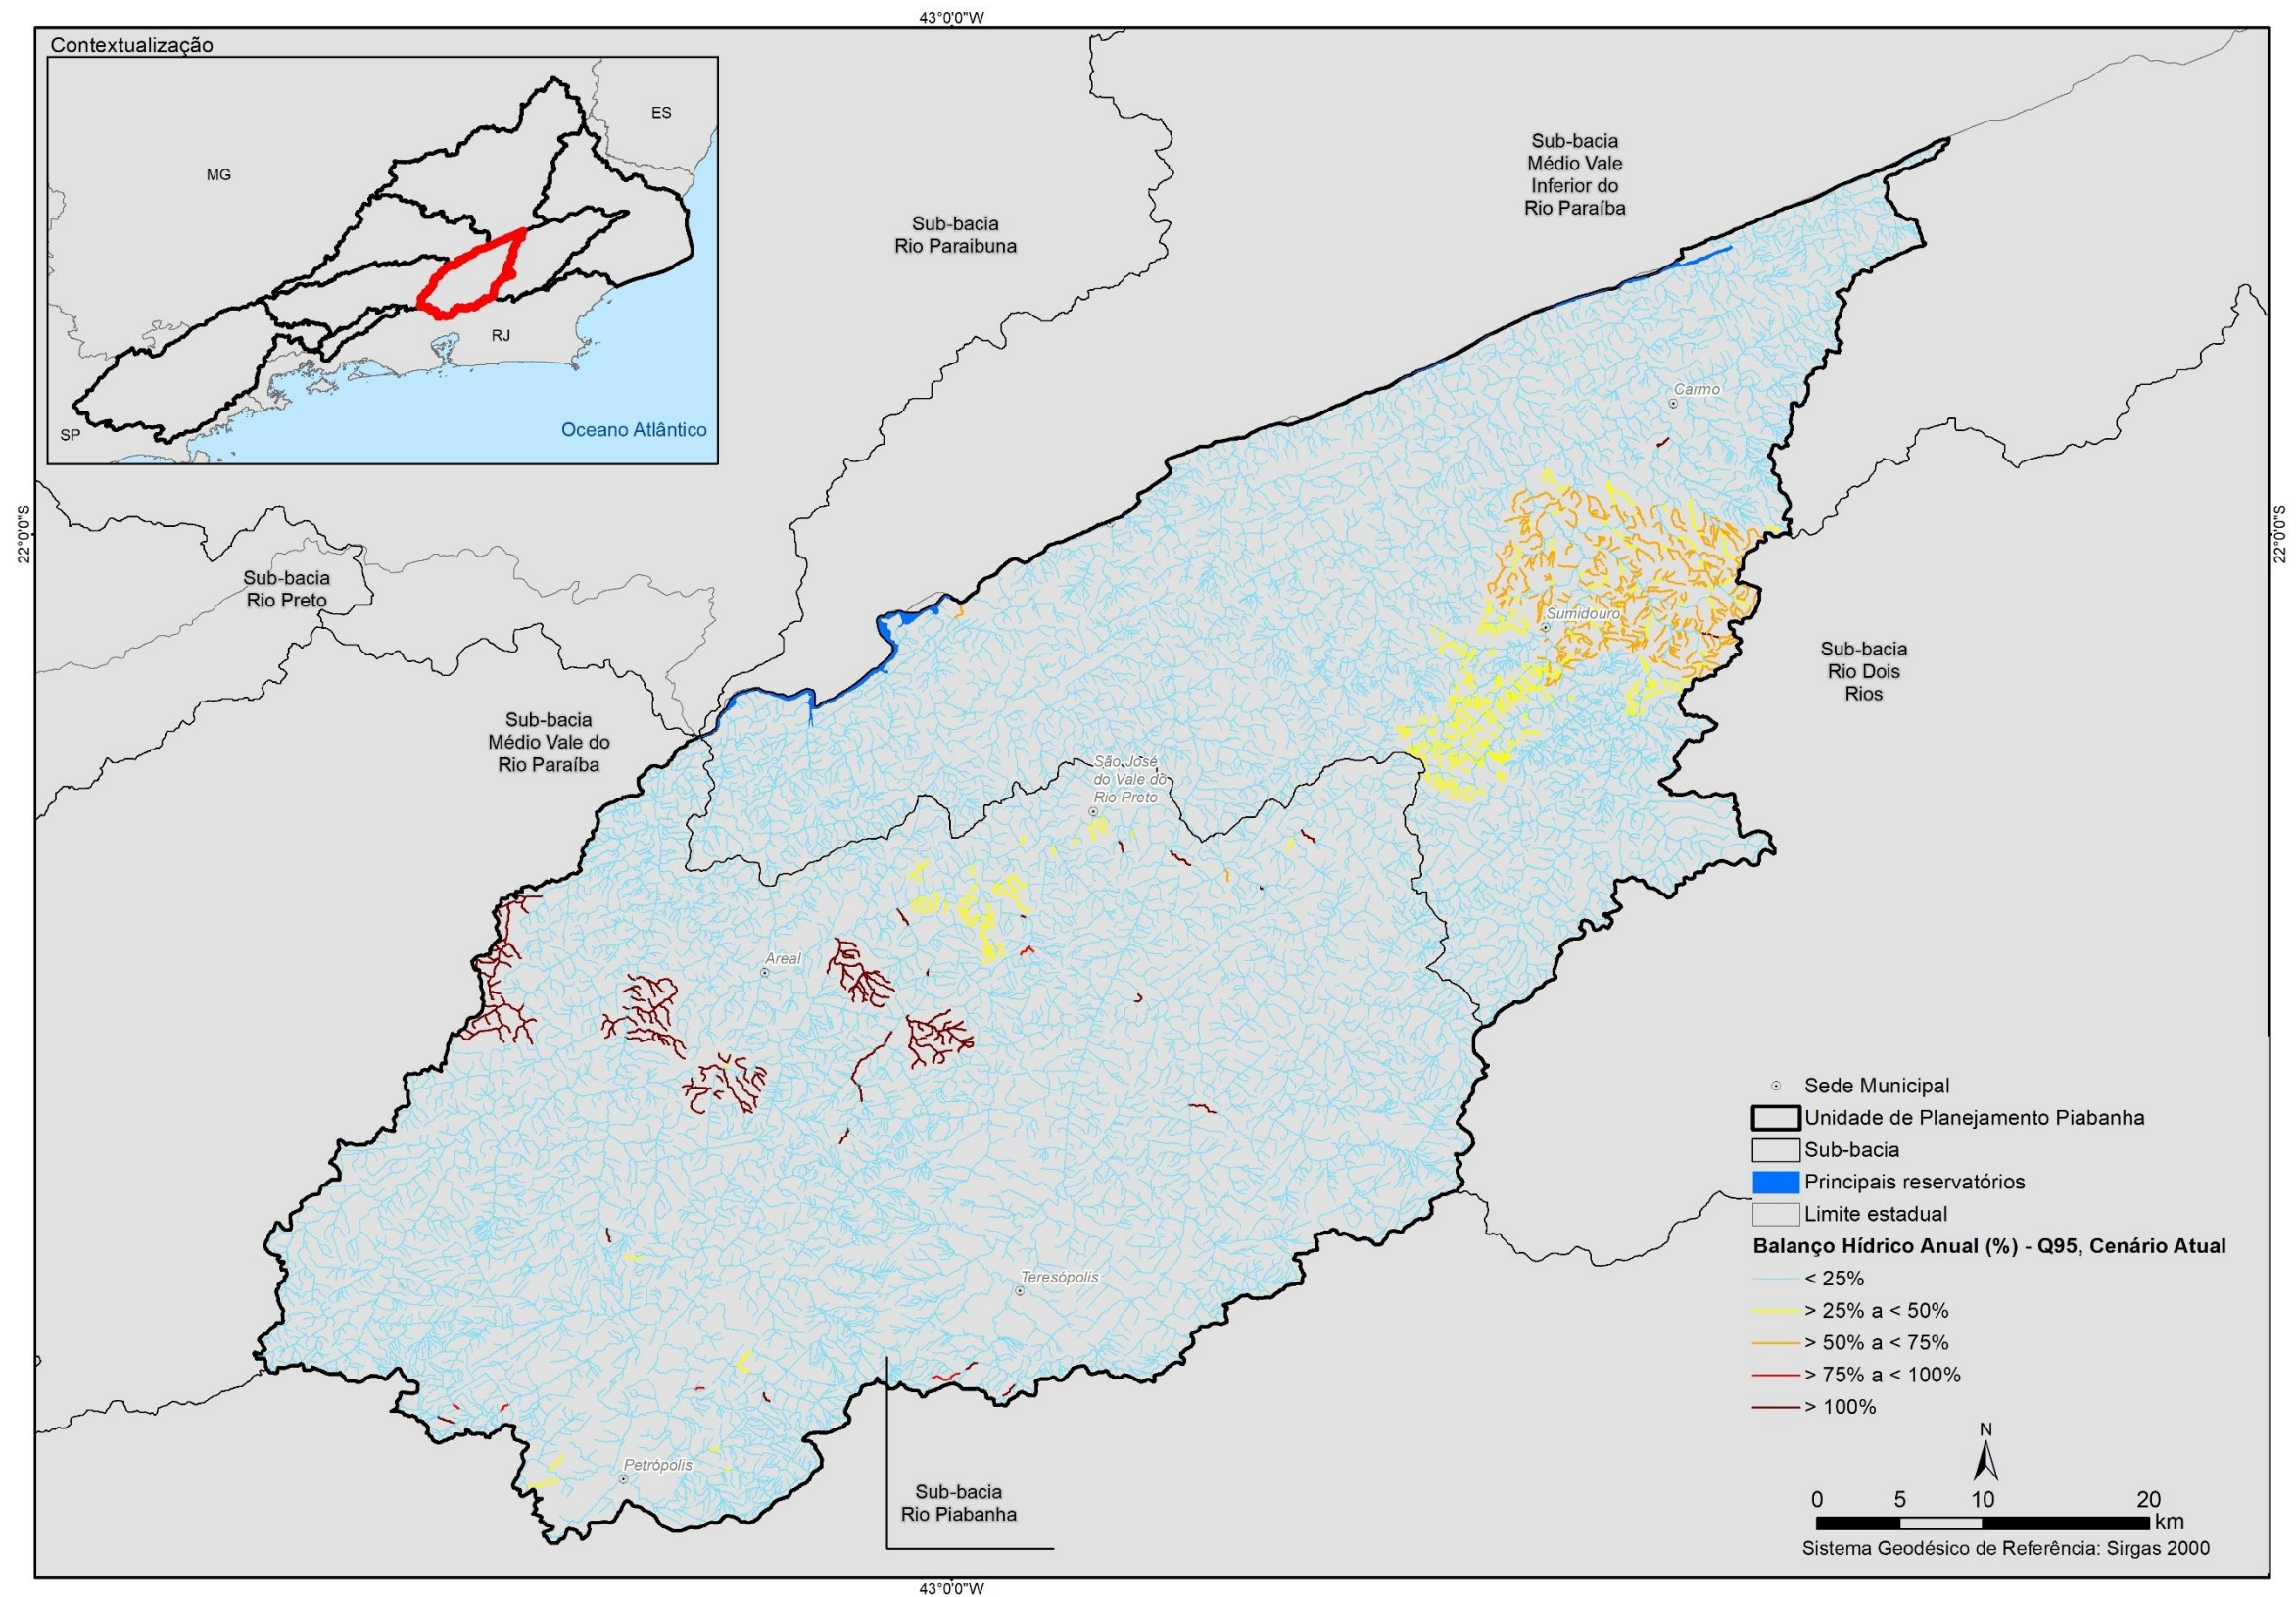 43°0'0"W
Contextualização
ES
MG
RJ
SP
Oceano Atlântico
Sub-bacia
Médio Vale
Inferior do
Rio Paraíba
Sub-bacia
Rio Paraibuna
Carmo
22°0'0"S
22°0'0"S
Sub-bacia
Rio Preto
Sumidouro
Sub-bacia
Rio Dois
Rios
Sub-bacia
Médio Vale do
Rio Paraíba
São José
do Vale do
Rio Preto
Areal
Teresópolis
Petrópolis
Sub-bacia
Rio Piabanha
Sede Municipal
Unidade de Planejamento Piabanha
Sub-bacia
Principais reservatórios
Limite estadual
Balanço Hídrico Anual (%) - Q95, Cenário Atual
< 25%
> 25% a < 50%
> 50% a < 75%
> 75% a < 100%
> 100%
N
0 5 10 20
km
Sistema Geodésico de Referência: Sirgas 2000
43°0'0"W